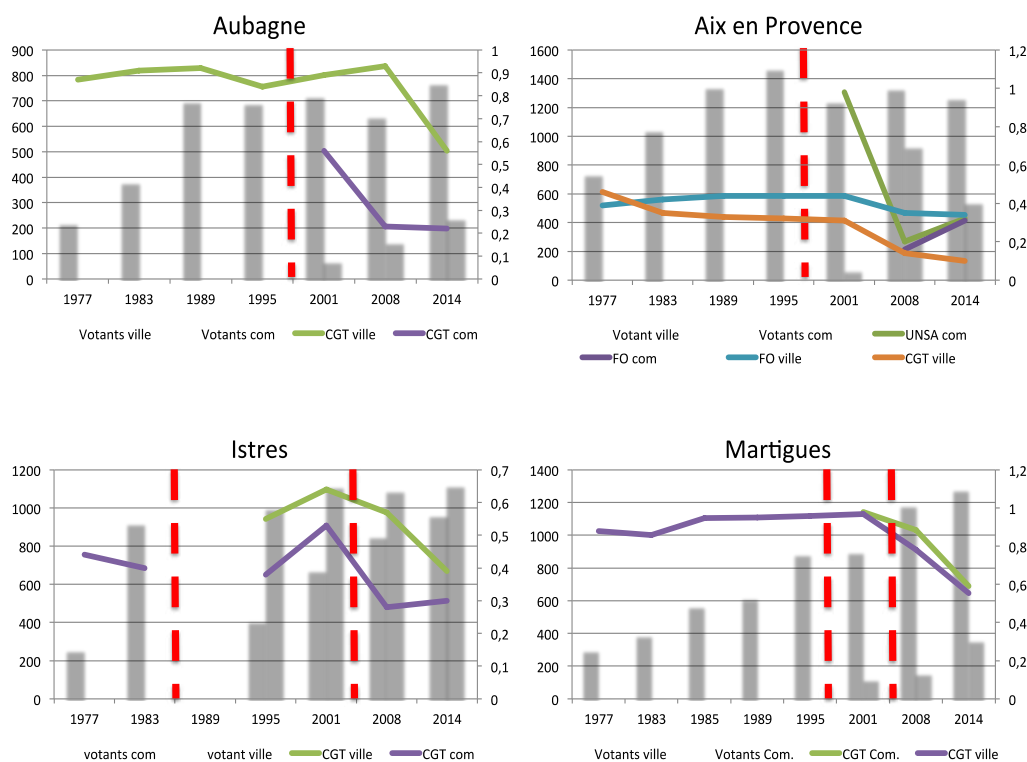 Aubagne
900 1
800 0,9
700 0,8
600 0,7
500 0,6
400 0,5
300 0,4
200 0,3
100 0,2
0 0,1
0
1977 1983 1989 1995 2001 2008 2014
Votants ville Votants com CGT ville CGT com
Aix en Provence
1600 1,2
1400 1
1200 0,8
1000 0,6
800 0,4
600 0,2
400 0
200
0
1977 1983 1989 1995 2001 2008 2014
Votant ville Votants com UNSA com
FO com FO ville CGT ville
Istres
1200 0,7
1000 0,6
800 0,5
600 0,4
400 0,3
200 0,2
0 0,1
0
1977 1983 1989 1995 2001 2008 2014
votants com votant ville CGT ville CGT com
Martigues
1400 1,2
1200 1
1000 0,8
800 0,6
600 0,4
400 0,2
200 0
0
1977 1983 1985 1989 1995 2001 2008 2014
Votants ville Votants Com. CGT Com. CGT ville